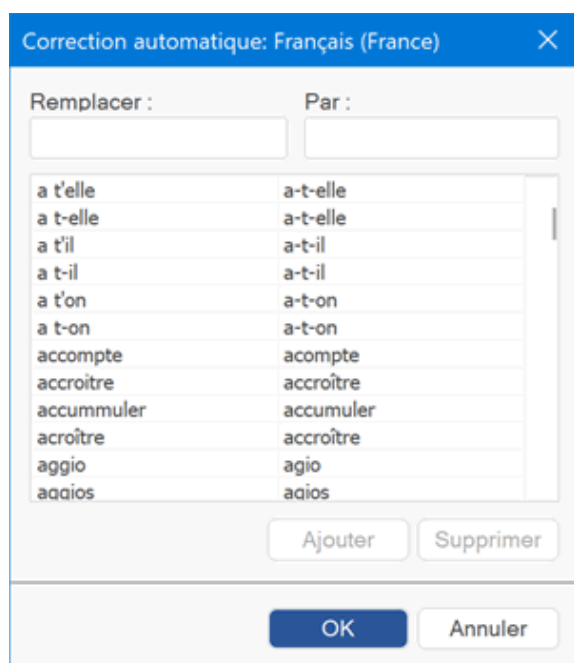 Correction automatique: Français (France)
Remplacer : Par :
a t'elle a-t-elle
a t-elle a-t-elle
a t'il a-t-il
a t-il a-t-il
a t'on a-t-on
a t-on a-t-on
accompte acompte
accroitre accroître
accummuler accumuler
acroître accroître
aggio agio
aggios agios
Ajouter Supprimer
OK Annuler